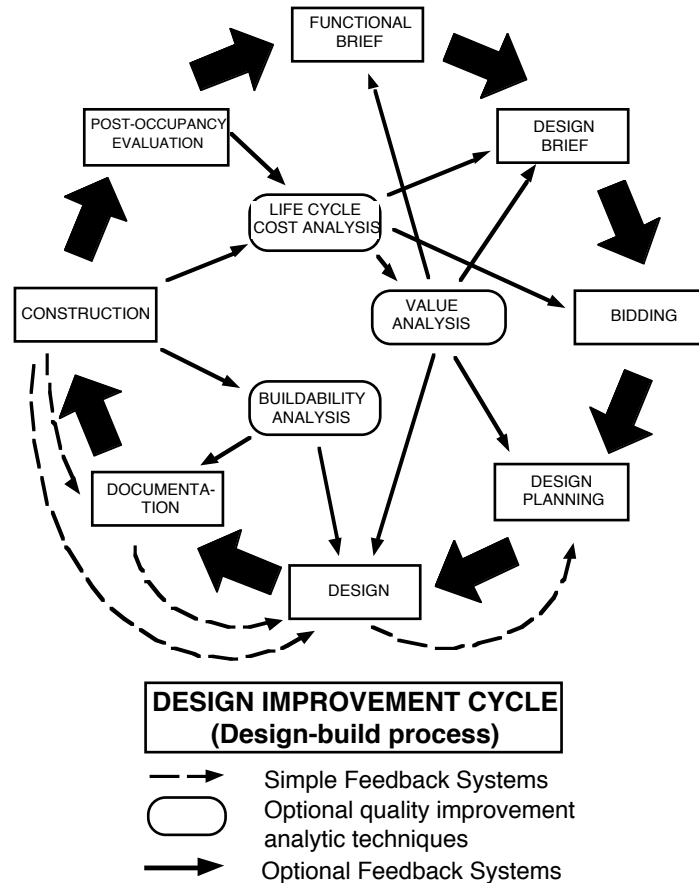 FUNCTIONAL
BRIEF
POST-OCCUPANCY
EVALUATION
DESIGN
BRIEF
LIFE CYCLE
COST ANALYSIS
CONSTRUCTION
VALUE
ANALYSIS
BIDDING
BUILDABILITY
ANALYSIS
DOCUMENTA-
TION
DESIGN
PLANNING
DESIGN
DESIGN IMPROVEMENT CYCLE
(Design-build process)
Simple Feedback Systems
Optional quality improvement
analytic techniques
Optional Feedback Systems